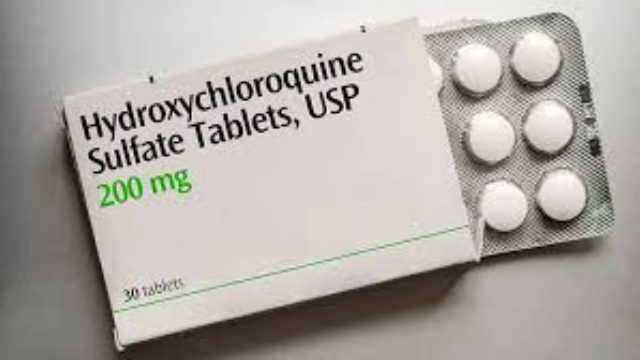 Hydroxychloroquine
Sulfate Tablets, USP
200 mg
30 tablets